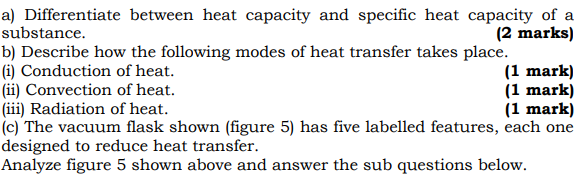 a) Differentiate between heat capacity and specific heat capacity of a
substance. (2 marks)
b) Describe how the following modes of heat transfer takes place.
(i) Conduction of heat. (1 mark)
(ii) Convection of heat. (1 mark)
(iii) Radiation of heat. (1 mark)
(c) The vacuum flask shown (figure 5) has five labelled features, each one
designed to reduce heat transfer.
Analyze figure 5 shown above and answer the sub questions below.